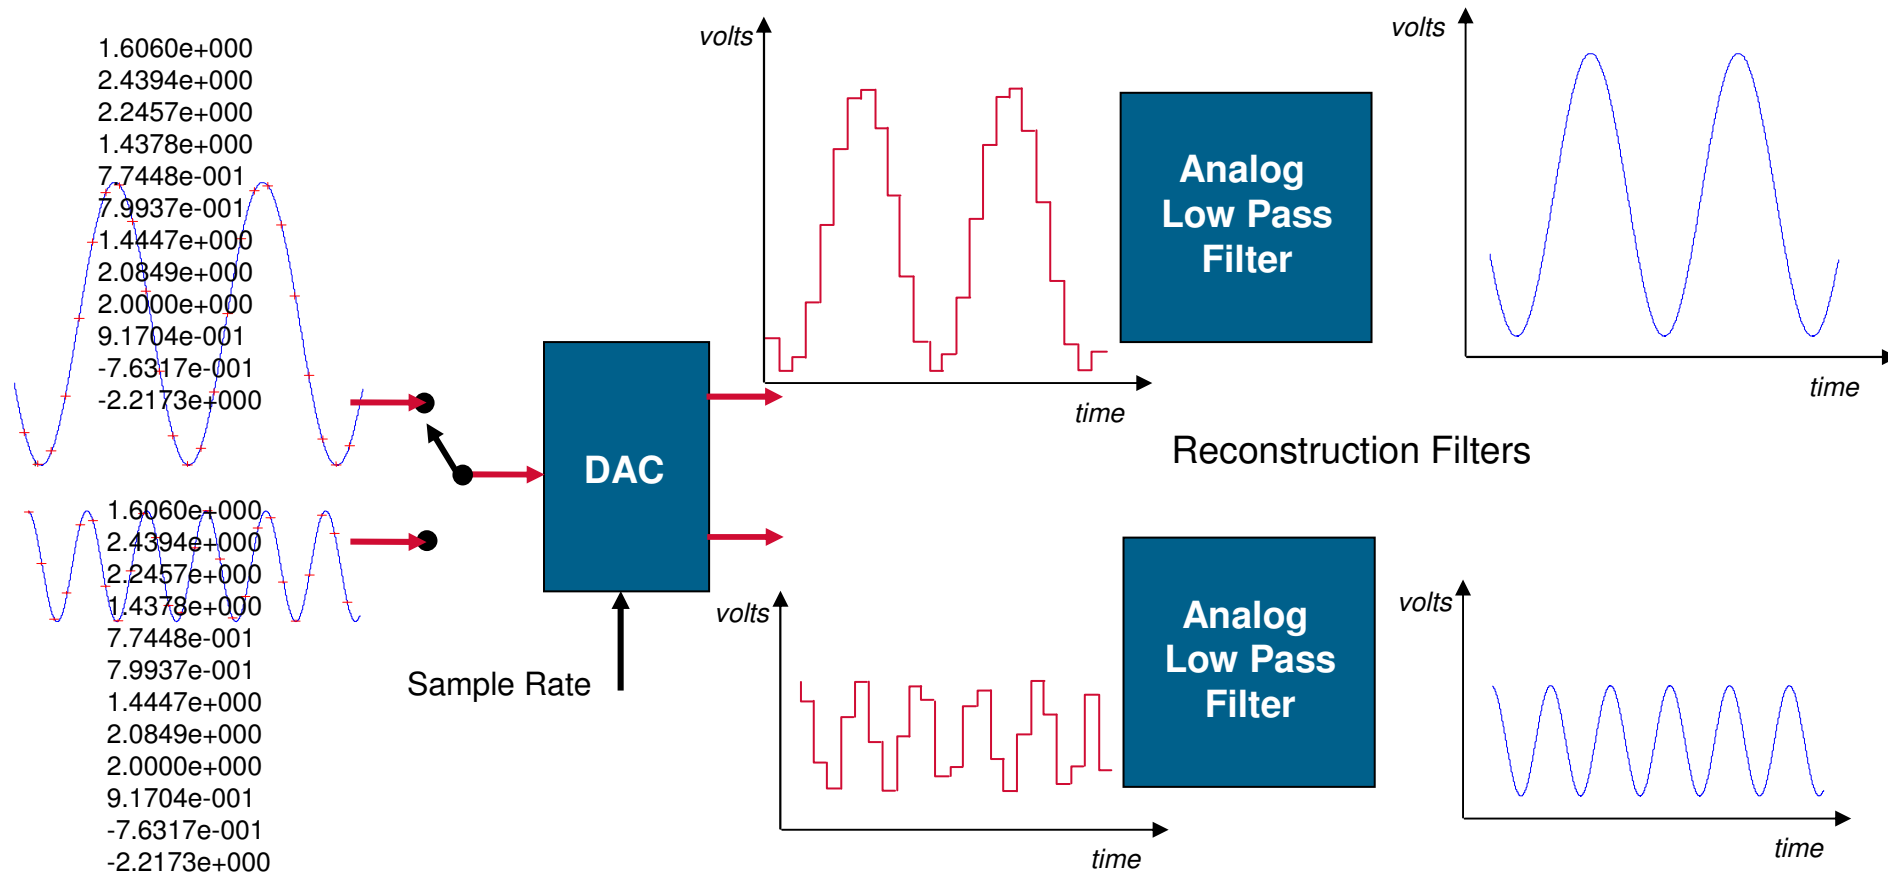 1.6060e+000
2.4394e+000
2.2457e+000
1.4378e+000
7.7448e-001
7.9937e-001
1.4447e+000
2.0849e+000
2.0000e+000
9.1704e-001
-7.6317e-001
-2.2173e+000
1.6060e+000
2.4394e+000
2.2457e+000
1.4378e+000
7.7448e-001
7.9937e-001
1.4447e+000
2.0849e+000
2.0000e+000
9.1704e-001
-7.6317e-001
-2.2173e+000
DAC
Sample Rate
volts
time
Analog
Low Pass
Filter
volts
time
Reconstruction Filters
volts
time
Analog
Low Pass
Filter
volts
time